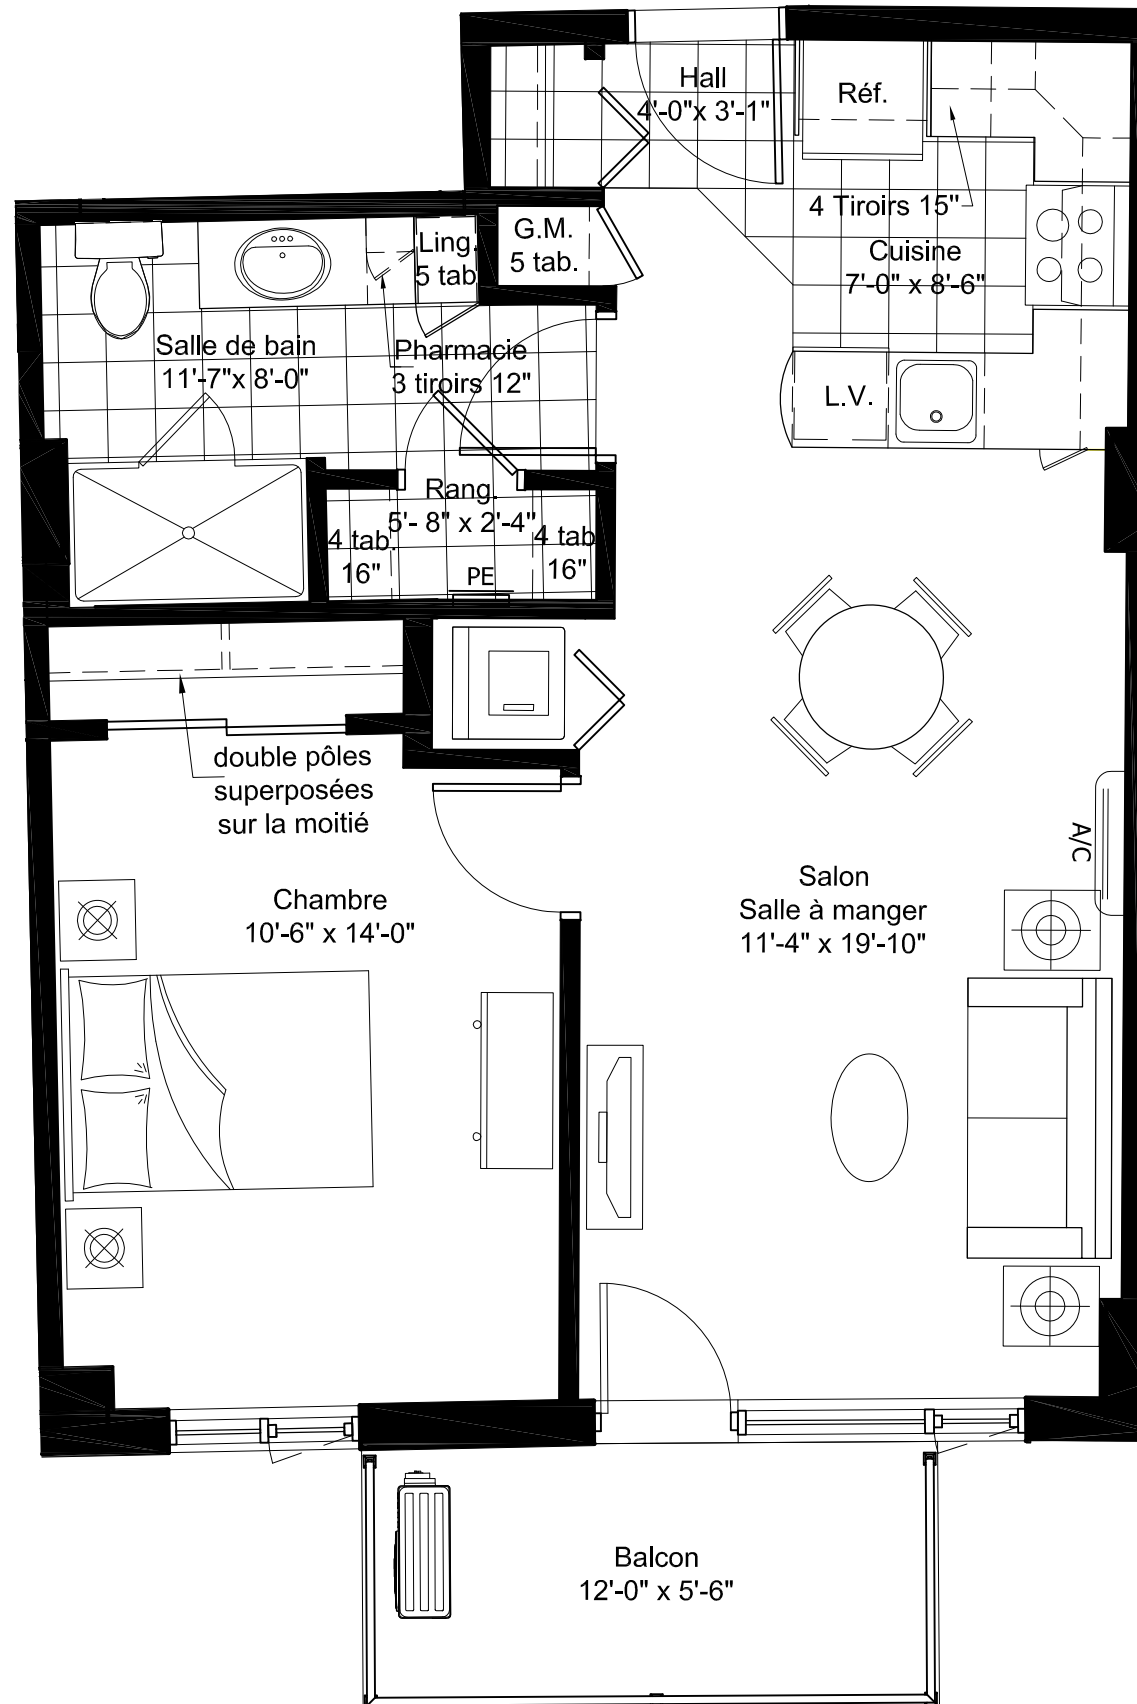 Hall
4'-0"x 3'-1"
Réf.
4 Tiroirs 15"
Cuisine
7'-0" x 8'-6"
G.M.
5 tab.
Ling.
5 tab
Salle de bain
11'-7"x 8'-0"
Pharmacie
3 tiroirs 12"
L.V.
Rang.
5'- 8" x 2'-4"
4 tab.
16"
4 tab
16"
PE
double pôles
superposées
sur la moitié
A/C
Chambre
10'-6" x 14'-0"
Salon
Salle à manger
11'-4" x 19'-10"
Balcon
12'-0" x 5'-6"